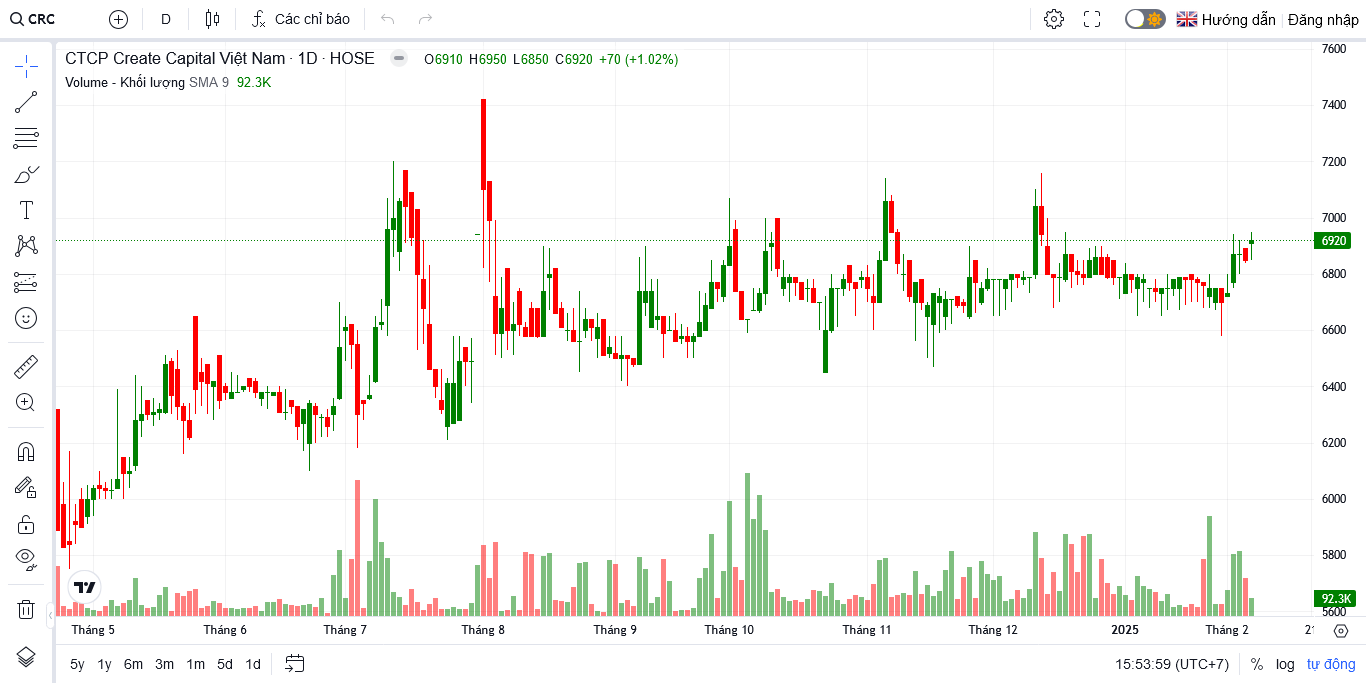 CRC D Các chỉ báo Hướng dẫn Đăng nhập
CTCP Create Capital Việt Nam · 1D · HOSE O6910 H6950 L6850 C6920 +70 (+1.02%)
Volume - Khối lượng SMA 9 92.3K
7600
7400
7200
7000
6920
6800
6600
6400
6200
6000
5800
92.3K
5600
Tháng 5 Tháng 6 Tháng 7 Tháng 8 Tháng 9 Tháng 10 Tháng 11 Tháng 12 2025 Tháng 2
5y 1y 6m 3m 1m 5d 1d 15:53:59 (UTC+7) % log tự động